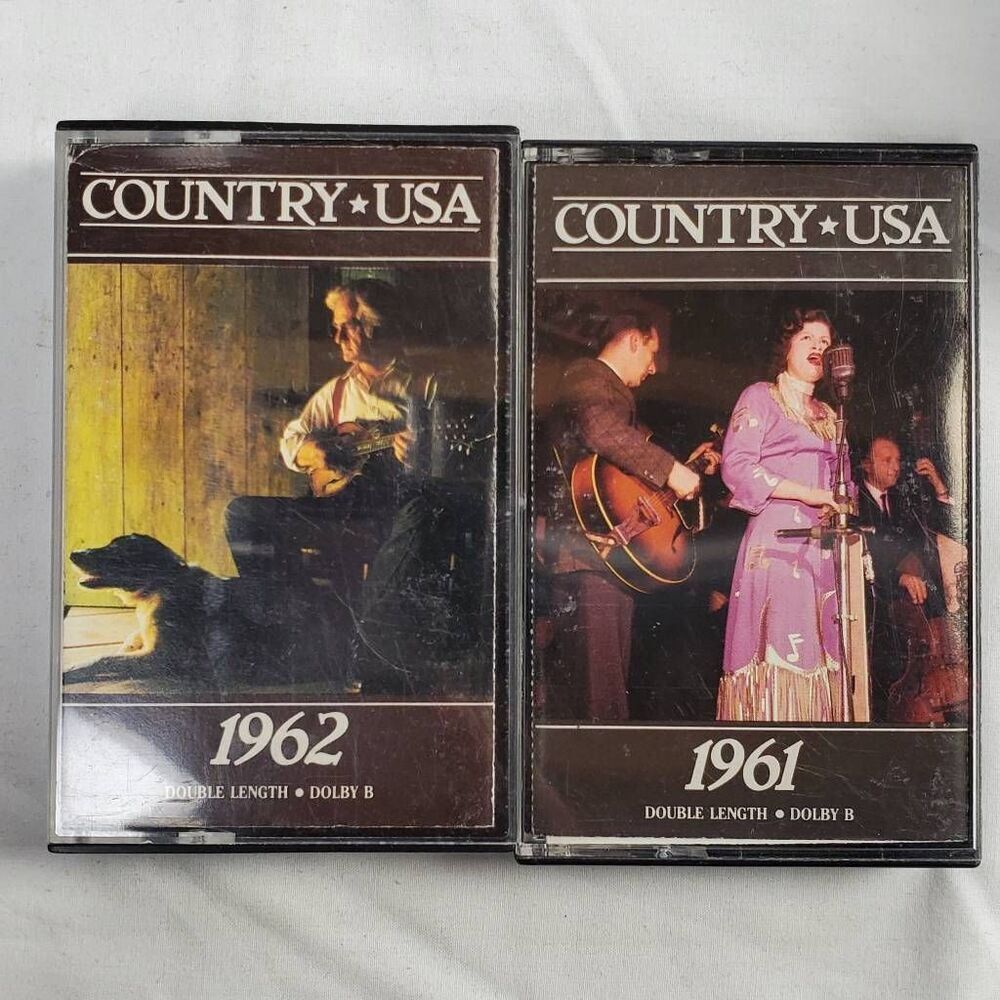 COUNTRY★USA
1962
DOUBLE LENGTH ● DOLBY B
COUNTRY★USA
1961
DOUBLE LENGTH ● DOLBY B